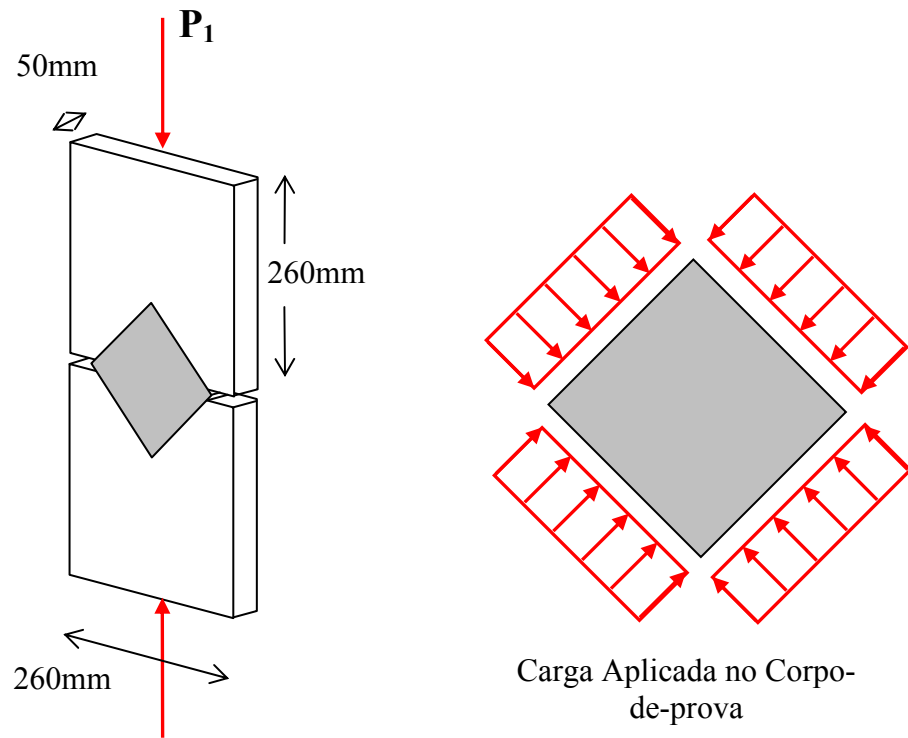 P1
50mm
260mm
260mm
Carga Aplicada no Corpo-
de-prova